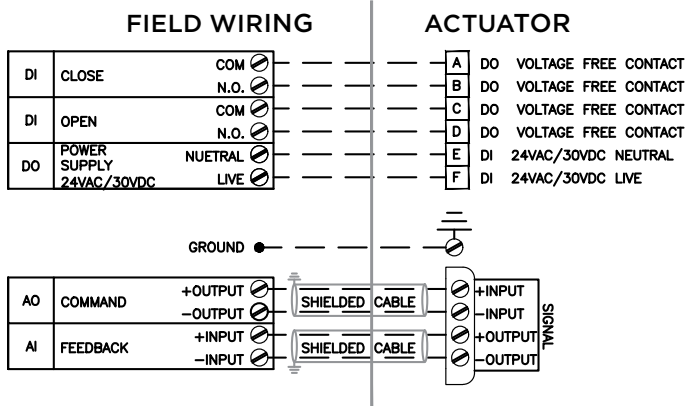 FIELD WIRING ACTUATOR
DI CLOSE COM A DO VOLTAGE FREE CONTACT
N.O. B DO VOLTAGE FREE CONTACT
DI OPEN COM C DO VOLTAGE FREE CONTACT
N.O. D DO VOLTAGE FREE CONTACT
DO POWER SUPPLY 24VAC/30VDC NUETRAL E DI 24VAC/30VDC NEUTRAL
LIVE F DI 24VAC/30VDC LIVE
GROUND
AO COMMAND +OUTPUT SHIELDED CABLE +INPUT
-OUTPUT -INPUT
AI FEEDBACK +INPUT SHIELDED CABLE +OUTPUT
-INPUT -OUTPUT
SIGNAL